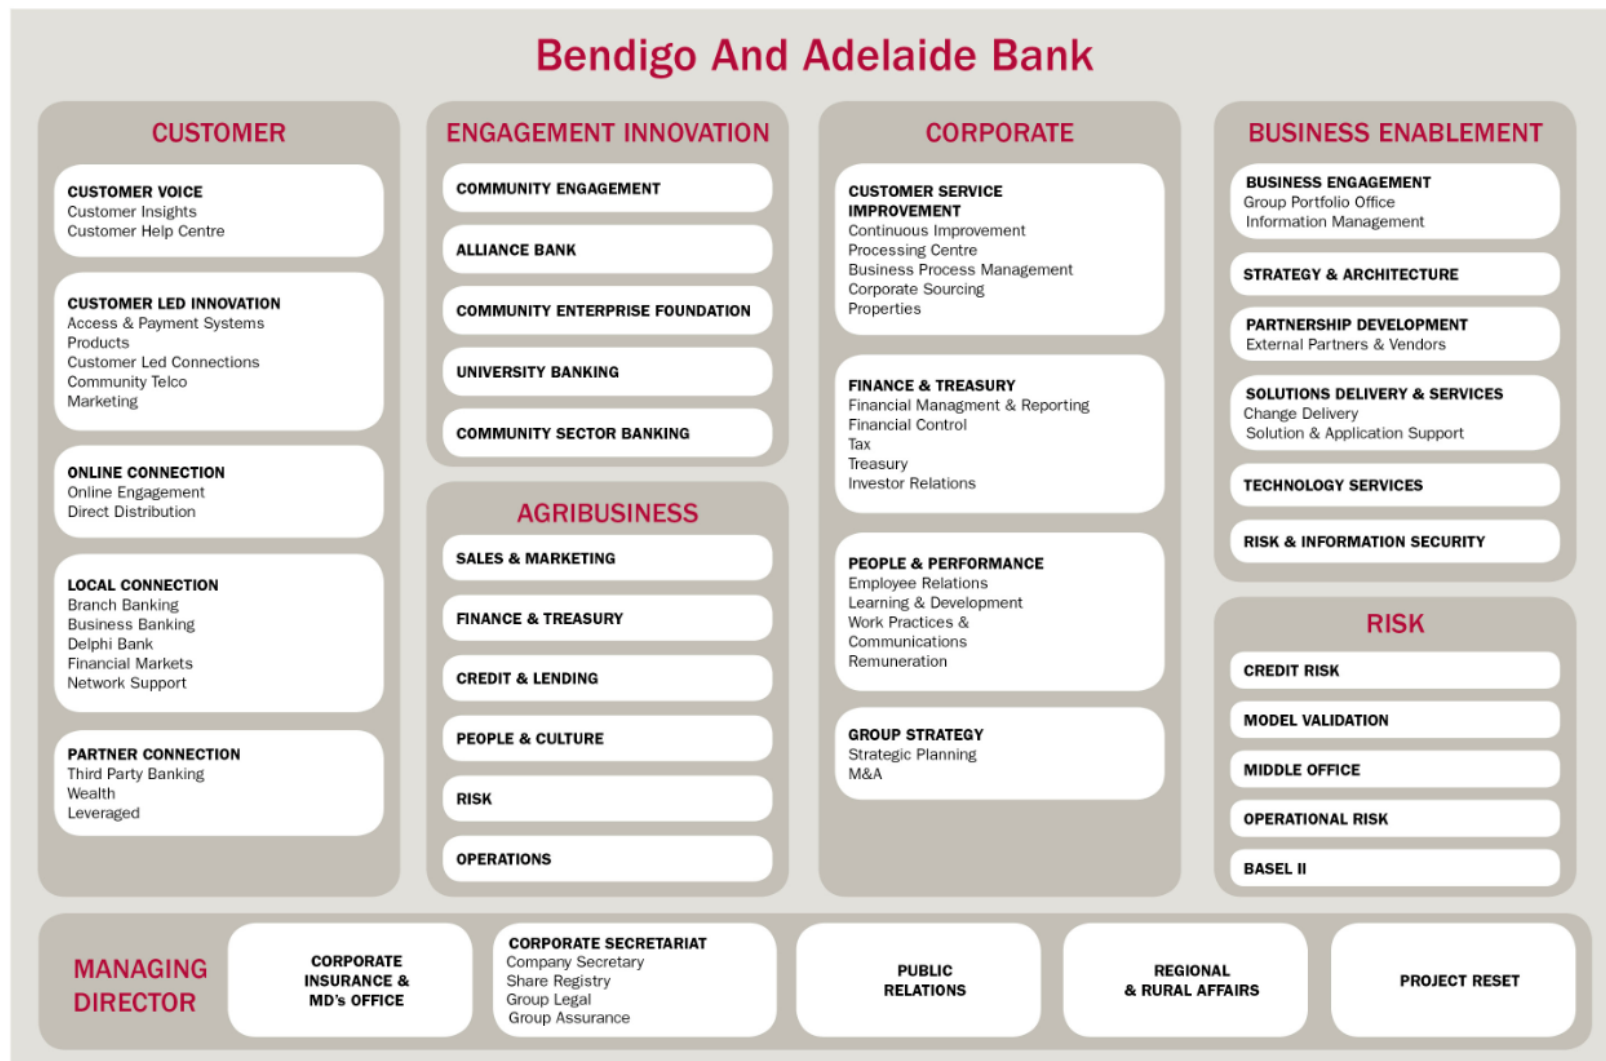 Bendigo And Adelaide Bank
CUSTOMER
CUSTOMER VOICE
Customer Insights
Customer Help Centre
CUSTOMER LED INNOVATION
Access & Payment Systems
Products
Customer Led Connections
Community Telco
Marketing
ONLINE CONNECTION
Online Engagement
Direct Distribution
LOCAL CONNECTION
Branch Banking
Business Banking
Delphi Bank
Financial Markets
Network Support
PARTNER CONNECTION
Third Party Banking
Wealth
Leveraged
ENGAGEMENT INNOVATION
COMMUNITY ENGAGEMENT
ALLIANCE BANK
COMMUNITY ENTERPRISE FOUNDATION
UNIVERSITY BANKING
COMMUNITY SECTOR BANKING
AGRIBUSINESS
SALES & MARKETING
FINANCE & TREASURY
CREDIT & LENDING
PEOPLE & CULTURE
RISK
OPERATIONS
CORPORATE
CUSTOMER SERVICE
IMPROVEMENT
Continuous Improvement
Processing Centre
Business Process Management
Corporate Sourcing
Properties
FINANCE & TREASURY
Financial Managment & Reporting
Financial Control
Tax
Treasury
Investor Relations
PEOPLE & PERFORMANCE
Employee Relations
Learning & Development
Work Practices &
Communications
Remuneration
GROUP STRATEGY
Strategic Planning
M&A
BUSINESS ENABLEMENT
BUSINESS ENGAGEMENT
Group Portfolio Office
Information Management
STRATEGY & ARCHITECTURE
PARTNERSHIP DEVELOPMENT
External Partners & Vendors
SOLUTIONS DELIVERY & SERVICES
Change Delivery
Solution & Application Support
TECHNOLOGY SERVICES
RISK & INFORMATION SECURITY
RISK
CREDIT RISK
MODEL VALIDATION
MIDDLE OFFICE
OPERATIONAL RISK
BASEL II
MANAGING
DIRECTOR
CORPORATE
INSURANCE &
MD's OFFICE
CORPORATE SECRETARIAT
Company Secretary
Share Registry
Group Legal
Group Assurance
PUBLIC
RELATIONS
REGIONAL
& RURAL AFFAIRS
PROJECT RESET